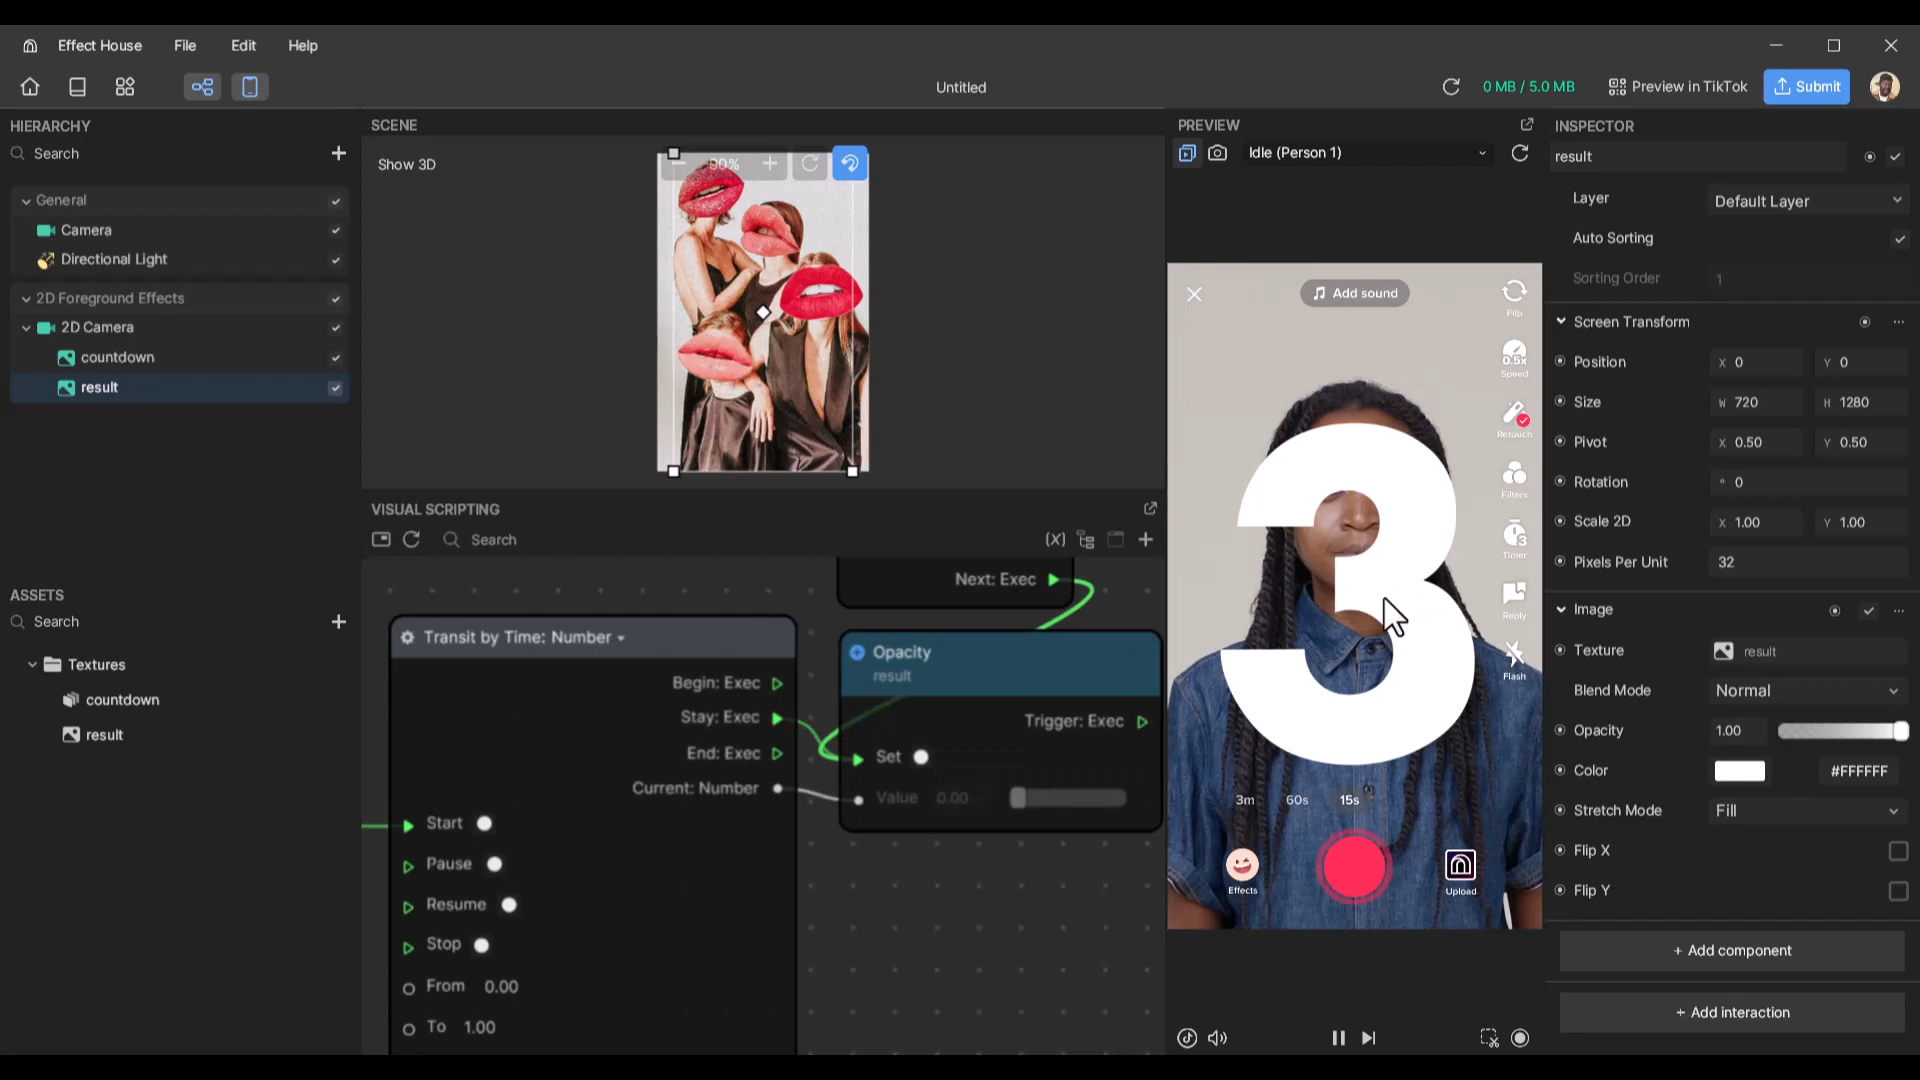 Effect House File Edit Help
Untitled
0 MB / 5.0 MB
Preview in TikTok
Submit
HIERARCHY
Search
General
Camera
Directional Light
2D Foreground Effects
2D Camera
countdown
result
ASSETS
Search
Textures
countdown
result
SCENE
Show 3D
90%
VISUAL SCRIPTING
Search
(X)
Next: Exec
Transit by Time: Number
Begin: Exec
Stay: Exec
End: Exec
Current: Number
Start
Pause
Resume
Stop
From 0.00
To 1.00
Opacity
result
Trigger: Exec
Set
Value 0.00
PREVIEW
Idle (Person 1)
Add sound
Flip
0.5x
Speed
Retouch
Filters
3
Timer
Reply
Flash
3
3m 60s 15s
Effects
Upload
INSPECTOR
result
Layer Default Layer
Auto Sorting
Sorting Order 1
Screen Transform
Position X 0 Y 0
Size W 720 H 1280
Pivot X 0.50 Y 0.50
Rotation ° 0
Scale 2D X 1.00 Y 1.00
Pixels Per Unit 32
Image
Texture result
Blend Mode Normal
Opacity 1.00
Color #FFFFFF
Stretch Mode Fill
Flip X
Flip Y
+ Add component
+ Add interaction